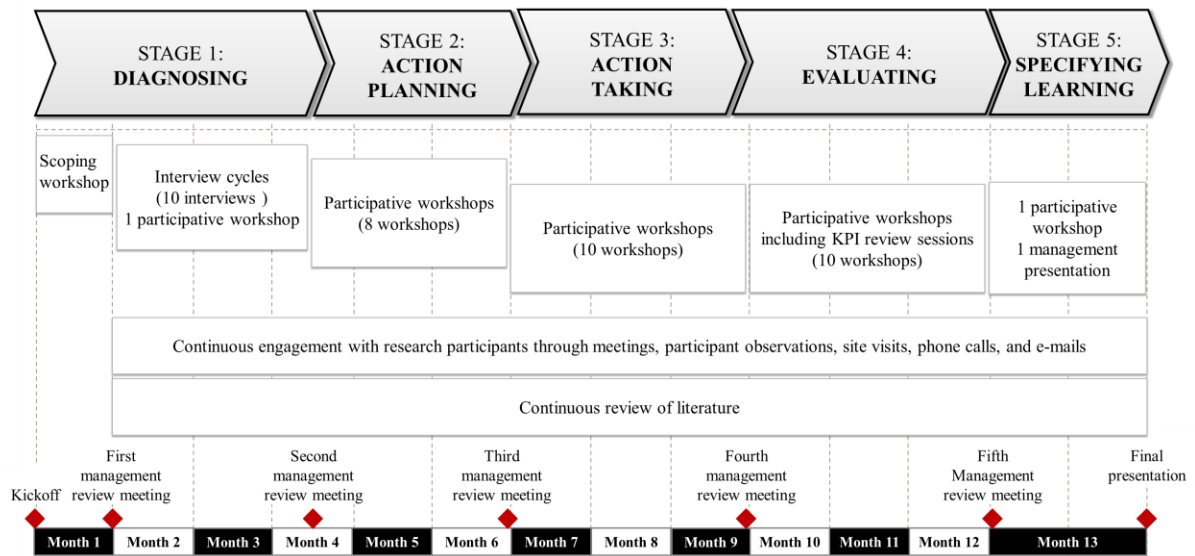 STAGE 1:
DIAGNOSING
STAGE 2:
ACTION
PLANNING
STAGE 3:
ACTION
TAKING
STAGE 4:
EVALUATING
STAGE 5:
SPECIFYING
LEARNING
Scoping
workshop
Interview cycles
(10 interviews )
1 participative workshop
Participative workshops
(8 workshops)
Participative workshops
(10 workshops)
Participative workshops
including KPI review sessions
(10 workshops)
1 participative
workshop
1 management
presentation
Continuous engagement with research participants through meetings, participant observations, site visits, phone calls, and e-mails
Continuous review of literature
Kickoff
First
management
review meeting
Second
management
review meeting
Third
management
review meeting
Fourth
management
review meeting
Fifth
Management
review meeting
Final
presentation
Month 1
Month 2
Month 3
Month 4
Month 5
Month 6
Month 7
Month 8
Month 9
Month 10
Month 11
Month 12
Month 13